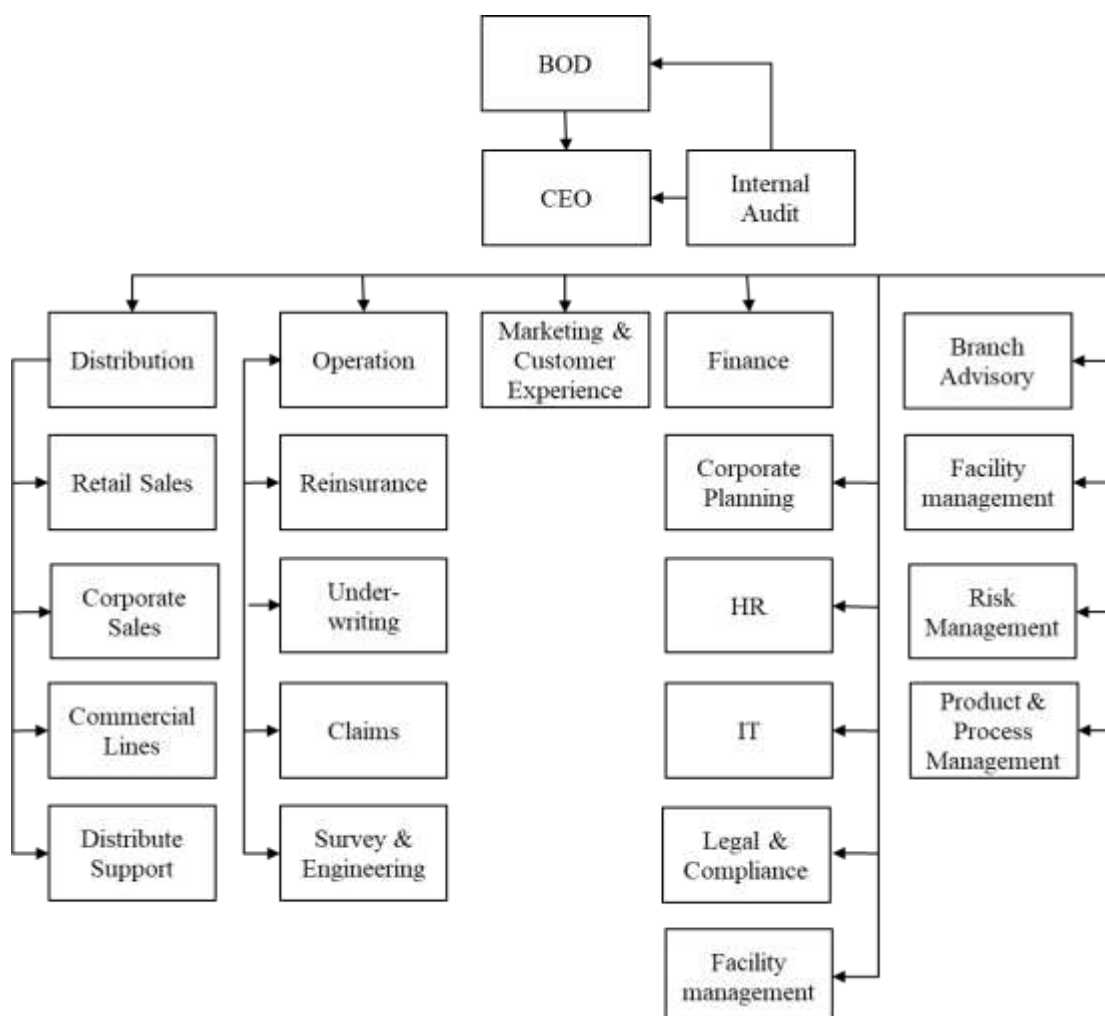 BOD
CEO
Internal
Audit
Distribution
Operation
Marketing &
Customer
Experience
Finance
Branch
Advisory
Retail Sales
Reinsurance
Corporate
Planning
Facility
management
Corporate
Sales
Under-
writing
HR
Risk
Management
Commercial
Lines
Claims
IT
Product &
Process
Management
Distribute
Support
Survey &
Engineering
Legal &
Compliance
Facility
management